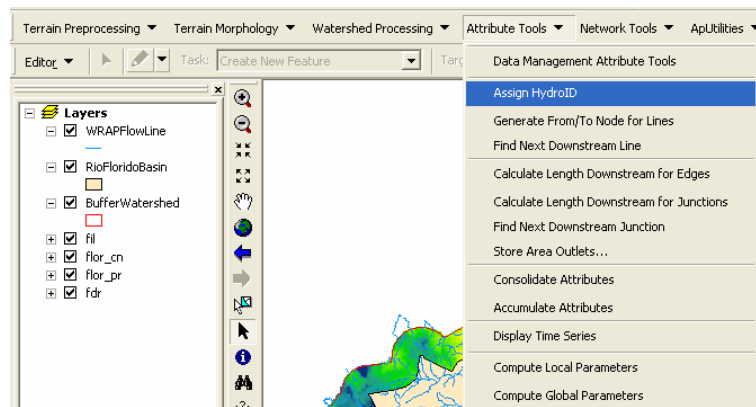 Terrain Preprocessing Terrain Morphology Watershed Processing Attribute Tools Network Tools ApUtilities
Editor Task: Create New Feature Targ
Layers
WRAPFlowLine
RioFloridoBasin
BufferWatershed
fil
flor_cn
flor_pr
fdr
Data Management Attribute Tools
Assign HydroID
Generate From/To Node for Lines
Find Next Downstream Line
Calculate Length Downstream for Edges
Calculate Length Downstream for Junctions
Find Next Downstream Junction
Store Area Outlets...
Consolidate Attributes
Accumulate Attributes
Display Time Series
Compute Local Parameters
Compute Global Parameters